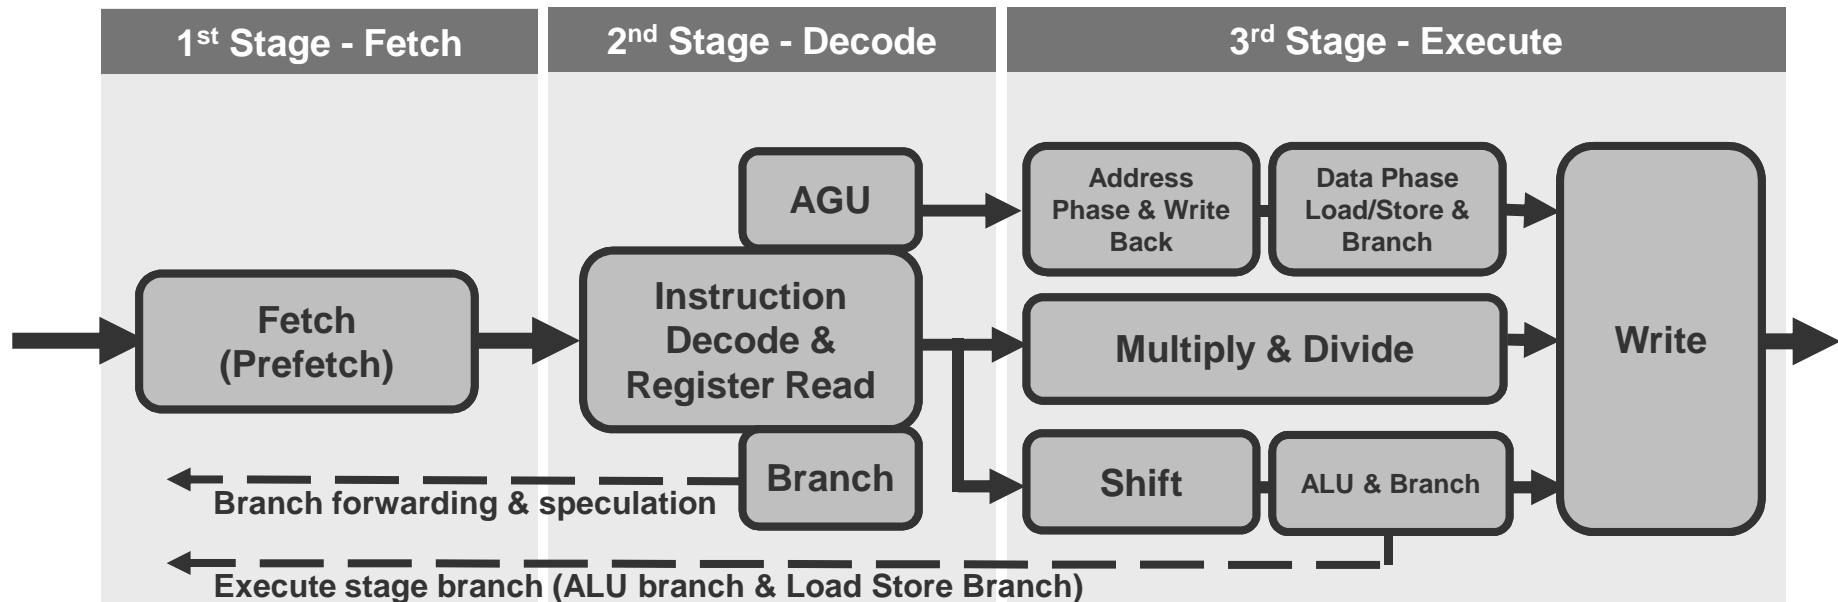 1st Stage - Fetch
2nd Stage - Decode
3rd Stage - Execute
Fetch
(Prefetch)
AGU
Instruction
Decode &
Register Read
Branch
Address
Phase & Write
Back
Data Phase
Load/Store &
Branch
Multiply & Divide
Shift
ALU & Branch
Write
Branch forwarding & speculation
Execute stage branch (ALU branch & Load Store Branch)